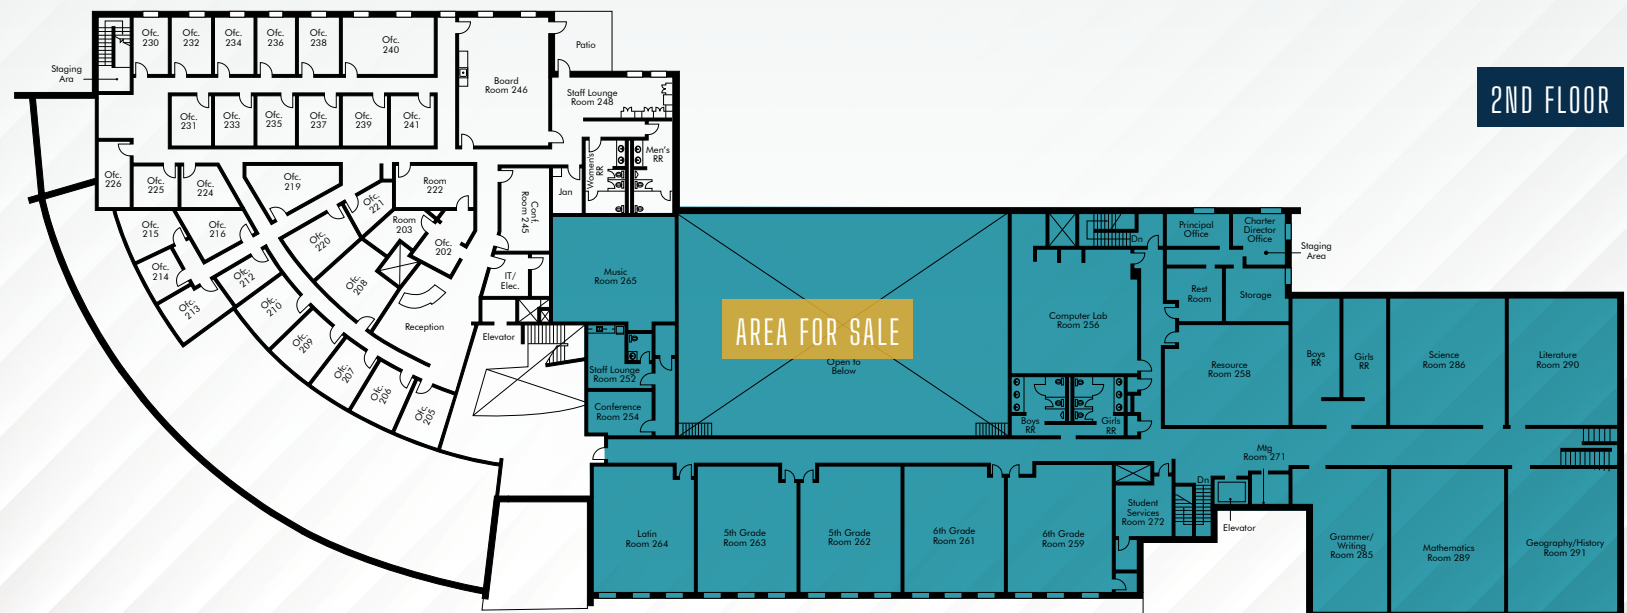 2ND FLOOR
Ofc.
230
Ofc.
232
Ofc.
234
Ofc.
236
Ofc.
238
Ofc.
240
Patio
Staging
Ara
Board
Room 246
Staff Lounge
Room 248
Ofc.
231
Ofc.
233
Ofc.
235
Ofc.
237
Ofc.
239
Ofc.
241
Women's
RR
Men's
RR
Ofc.
226
Ofc.
225
Ofc.
224
Ofc.
219
Ofc.
221
Room
222
Jan
Conf.
Room 245
Ofc.
215
Ofc.
216
Ofc.
220
Room
203
Ofc.
202
Ofc.
214
Ofc.
212
Ofc.
213
Ofc.
210
Ofc.
208
IT/
Elec.
Reception
Elevator
Ofc.
209
Ofc.
207
Ofc.
206
Ofc.
205
Music
Room 265
AREA FOR SALE
Open to
Below
Staff Lounge
Room 252
Conference
Room 254
Dn
Principal
Office
Charter
Director
Office
Staging
Area
Rest
Room
Storage
Computer Lab
Room 256
Boys
RR
Girls
RR
Resource
Room 258
Boys
RR
Girls
RR
Science
Room 286
Literature
Room 290
Mtg
Room 271
Latin
Room 264
5th Grade
Room 263
5th Grade
Room 262
6th Grade
Room 261
6th Grade
Room 259
Student
Services
Room 272
Dn
Elevator
Grammer/
Writing
Room 285
Mathematics
Room 289
Geography/History
Room 291